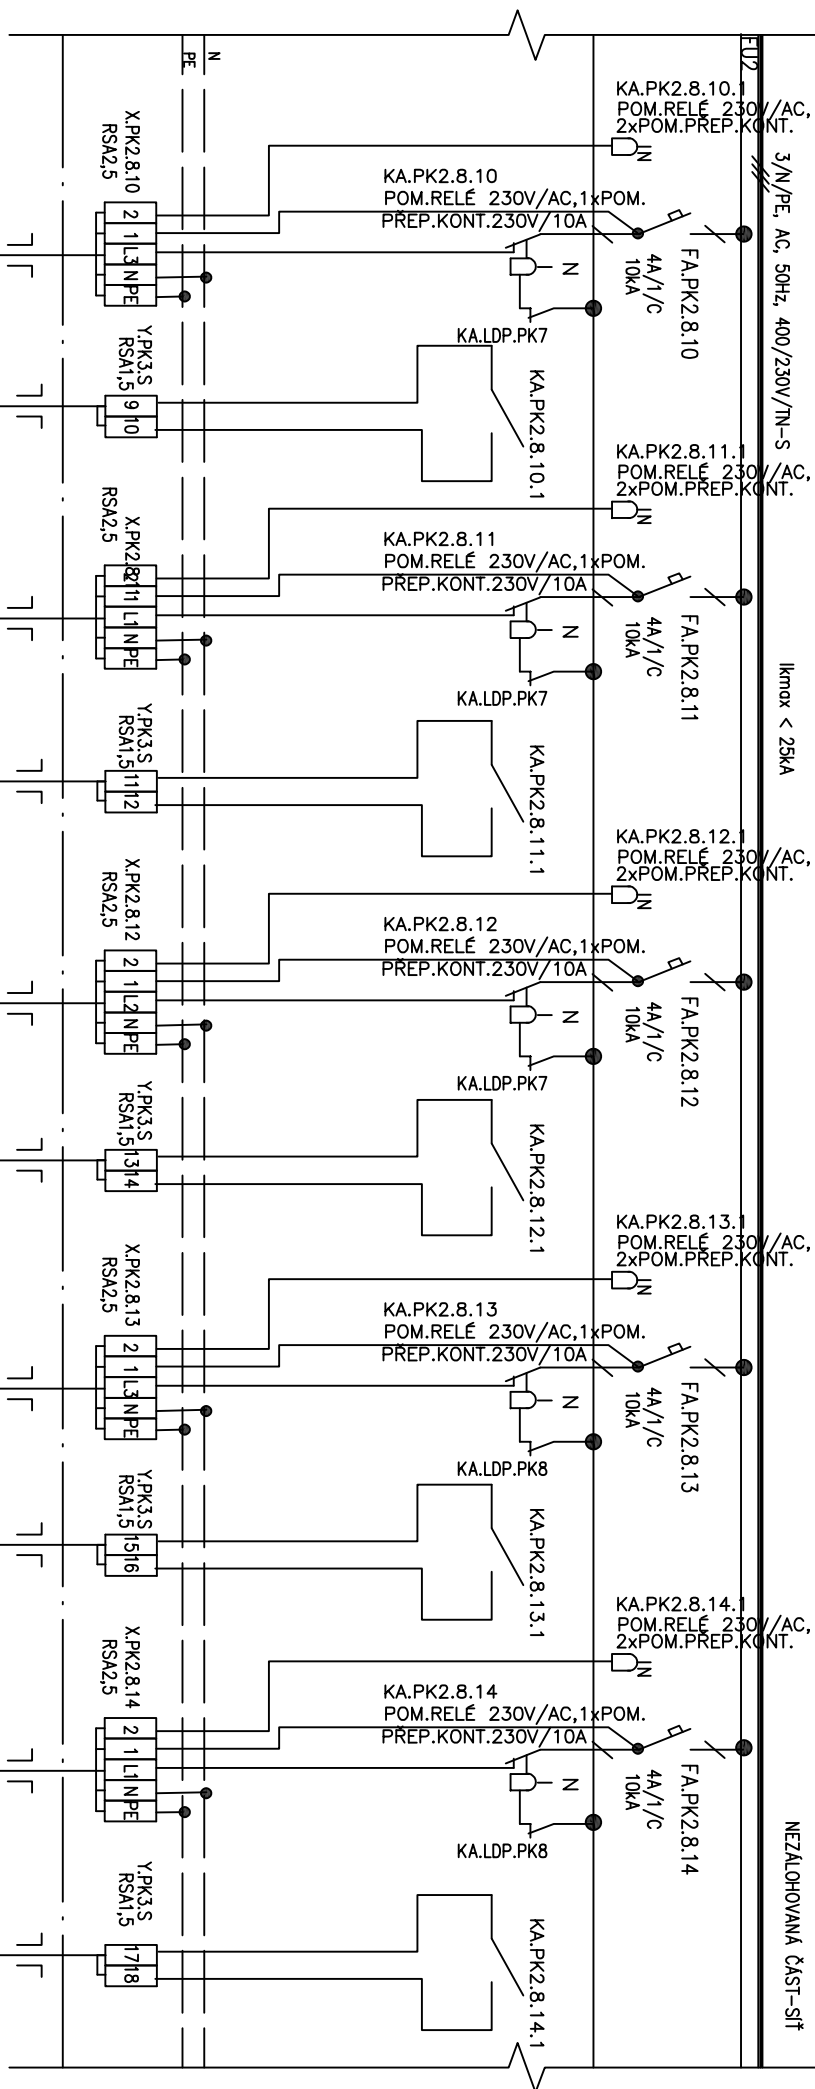 FU2
3/N/PE, AC, 50Hz, 400/230V/TN-S
Ikmax < 25kA
NEZÁLOHOVANÁ ČÁST-SÍŤ
N
PE
KA.PK2.8.10.1
POM.RELÉ 230V/AC,
2xPOM.PŘEP.KONT.
N
KA.PK2.8.10
POM.RELÉ 230V/AC,1xPOM.
PŘEP.KONT.230V/10A
FA.PK2.8.10
4A/1/C
10kA
N
KA.LDP.PK7
X.PK2.8.10
RSA2,5
2
1
L3
N
PE
Y.PK3.S
RSA1,5
9
10
KA.PK2.8.10.1
KA.PK2.8.11.1
POM.RELÉ 230V/AC,
2xPOM.PŘEP.KONT.
N
KA.PK2.8.11
POM.RELÉ 230V/AC,1xPOM.
PŘEP.KONT.230V/10A
FA.PK2.8.11
4A/1/C
10kA
N
KA.LDP.PK7
X.PK2.8.11
RSA2,5
2
1
L1
N
PE
Y.PK3.S
RSA1,5
11
12
KA.PK2.8.11.1
KA.PK2.8.12.1
POM.RELÉ 230V/AC,
2xPOM.PŘEP.KONT.
N
KA.PK2.8.12
POM.RELÉ 230V/AC,1xPOM.
PŘEP.KONT.230V/10A
FA.PK2.8.12
4A/1/C
10kA
N
KA.LDP.PK7
X.PK2.8.12
RSA2,5
2
1
L2
N
PE
Y.PK3.S
RSA1,5
13
14
KA.PK2.8.12.1
KA.PK2.8.13.1
POM.RELÉ 230V/AC,
2xPOM.PŘEP.KONT.
N
KA.PK2.8.13
POM.RELÉ 230V/AC,1xPOM.
PŘEP.KONT.230V/10A
FA.PK2.8.13
4A/1/C
10kA
N
KA.LDP.PK8
X.PK2.8.13
RSA2,5
2
1
L3
N
PE
Y.PK3.S
RSA1,5
15
16
KA.PK2.8.13.1
KA.PK2.8.14.1
POM.RELÉ 230V/AC,
2xPOM.PŘEP.KONT.
N
KA.PK2.8.14
POM.RELÉ 230V/AC,1xPOM.
PŘEP.KONT.230V/10A
FA.PK2.8.14
4A/1/C
10kA
N
KA.LDP.PK8
X.PK2.8.14
RSA2,5
2
1
L1
N
PE
Y.PK3.S
RSA1,5
17
18
KA.PK2.8.14.1